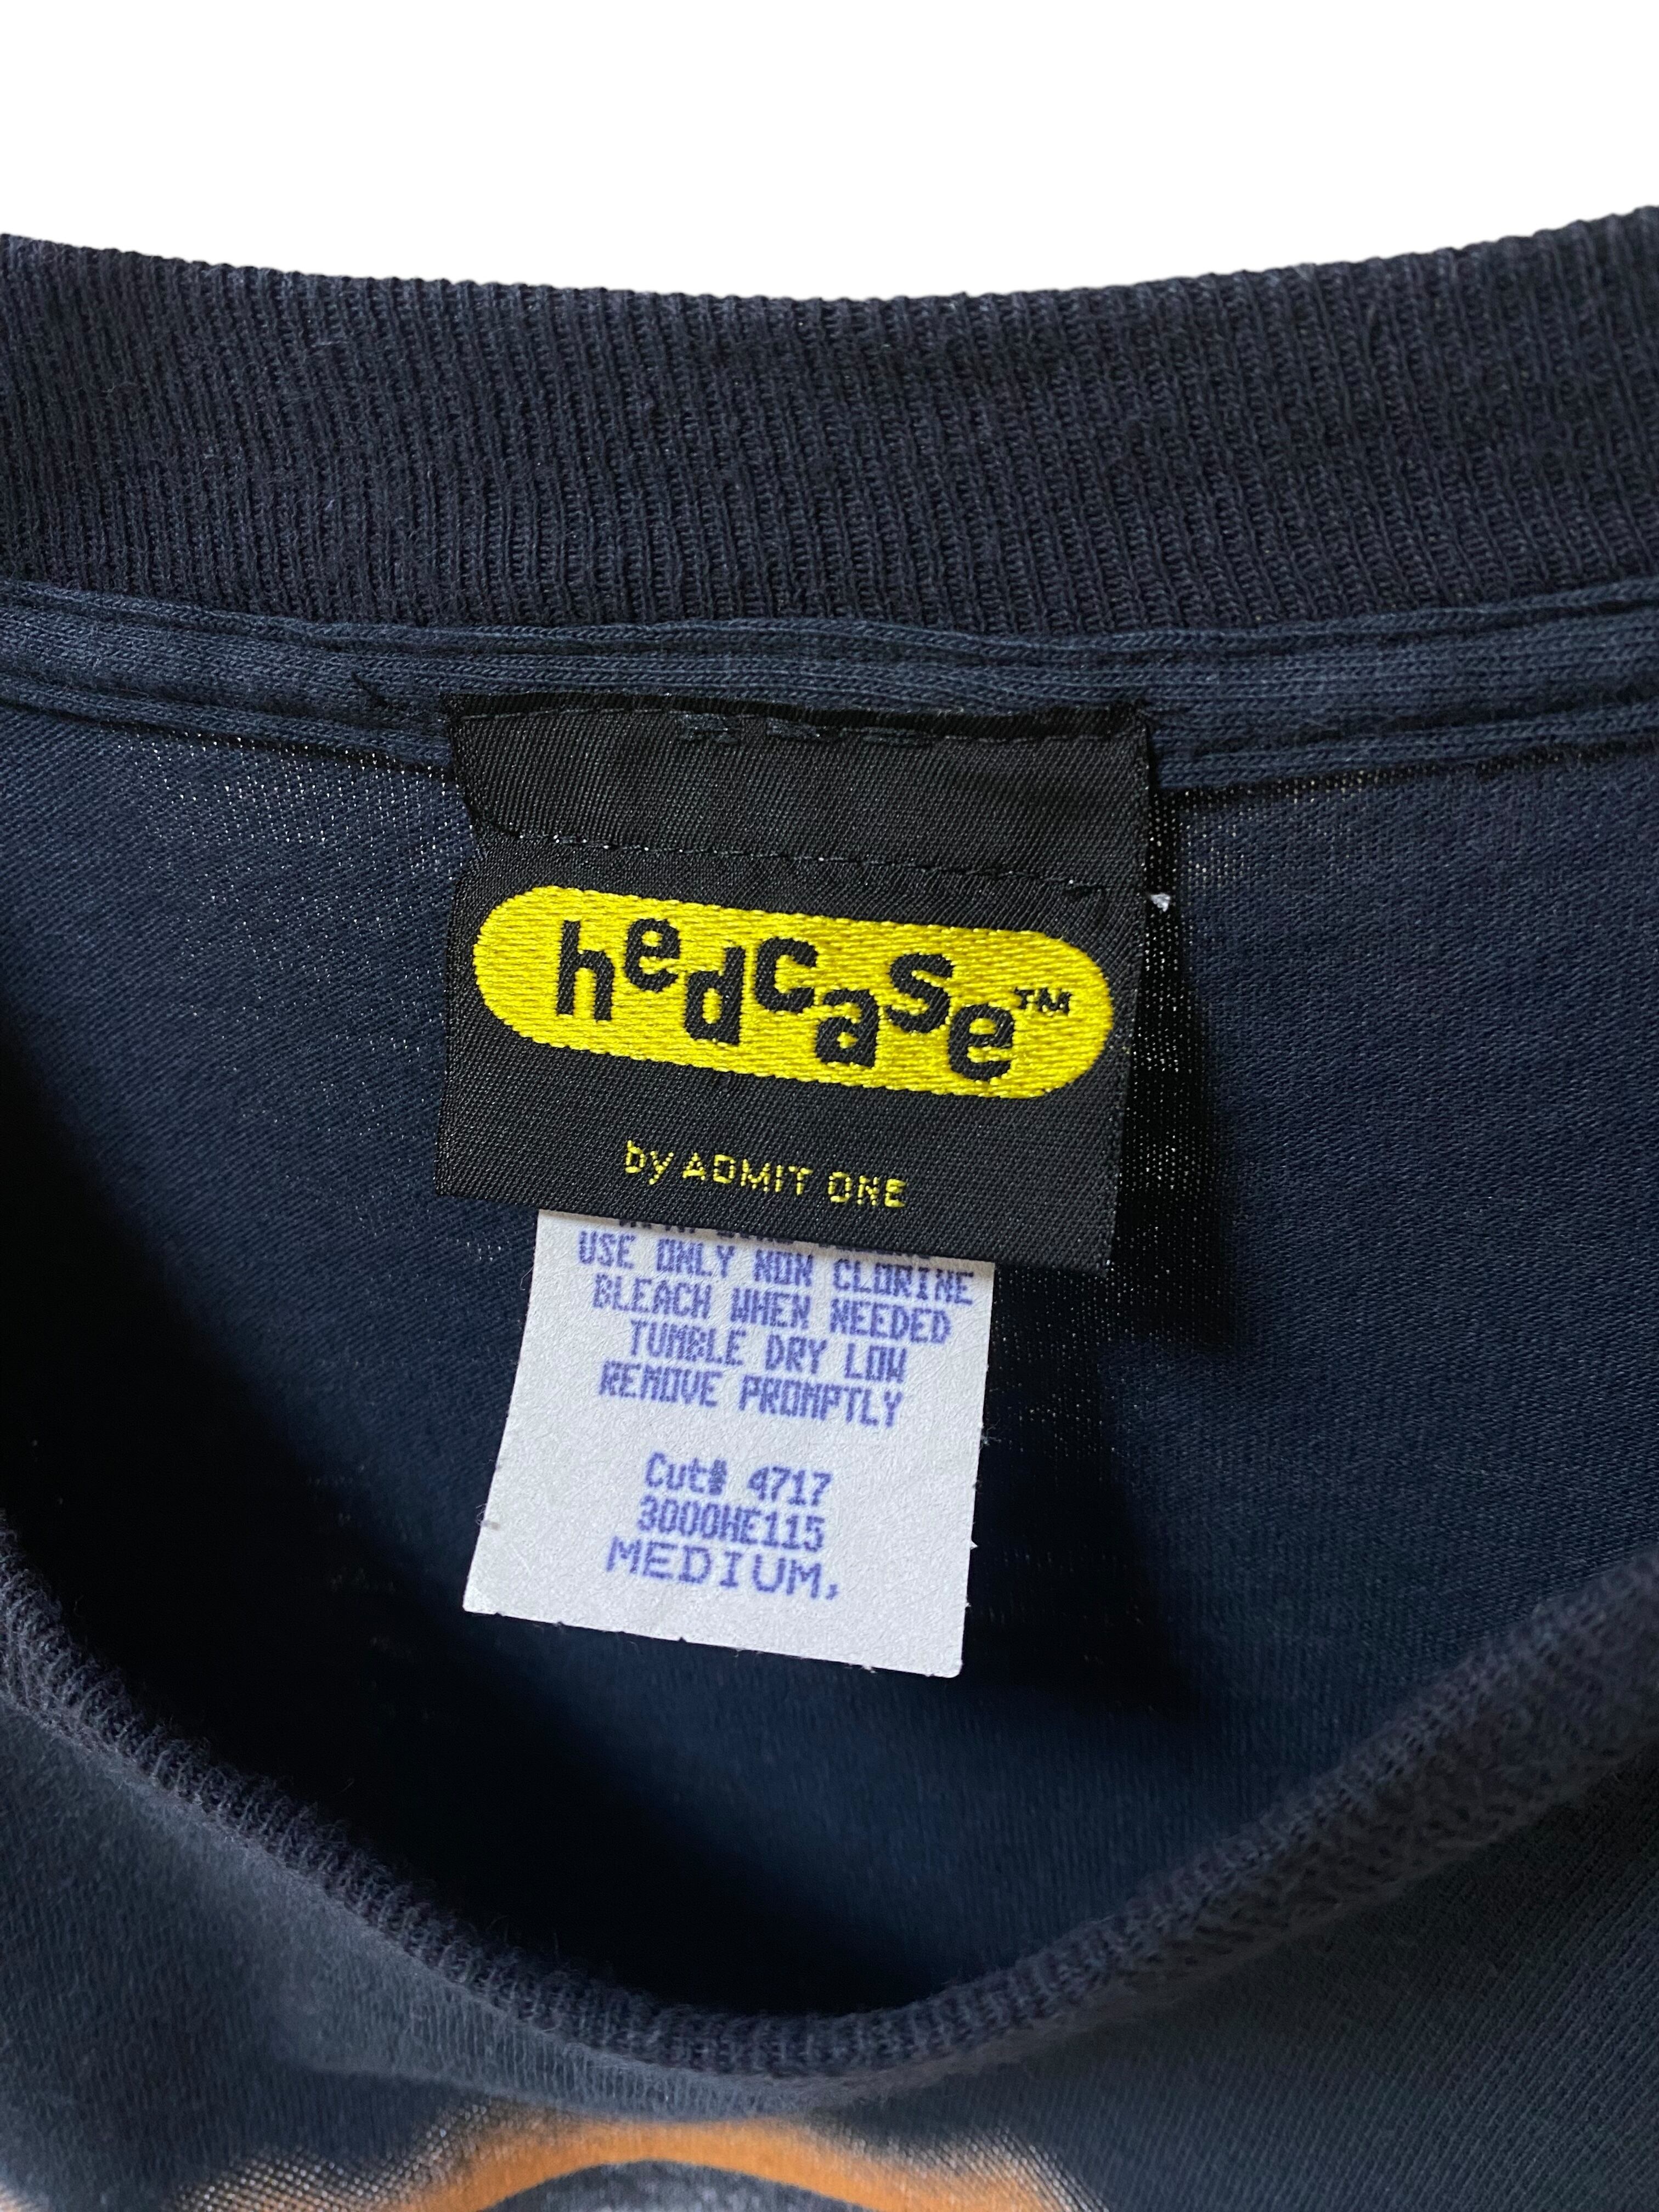 hedcase™
by ADMIT ONE
USE ONLY NON CLORINE
BLEACH WHEN NEEDED
TUMBLE DRY LOW
REMOVE PROMPTLY
Cut# 4717
3000HE115
MEDIUM,